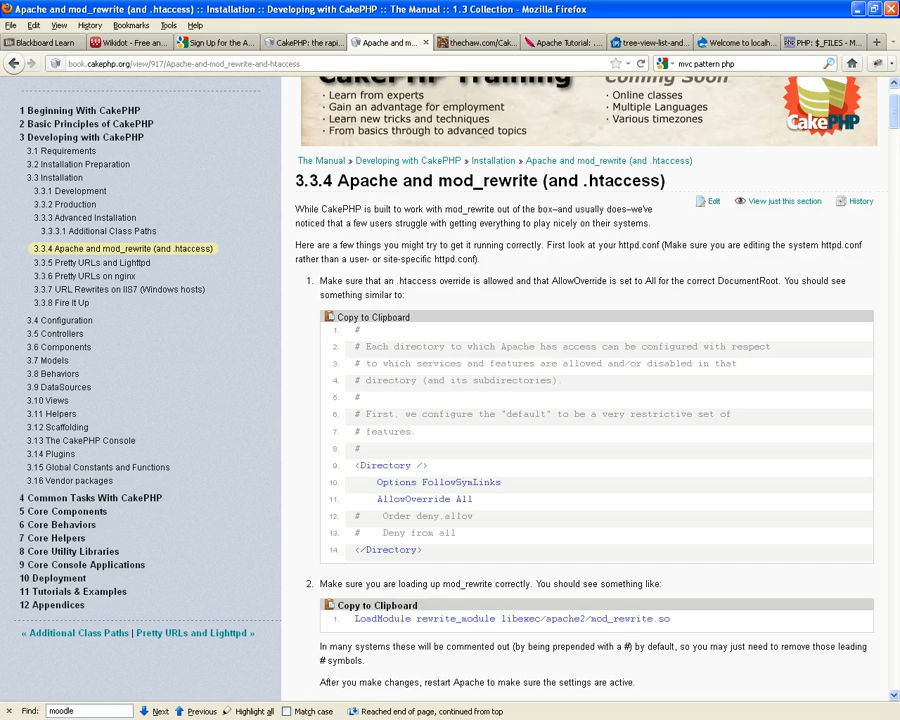 Apache and mod_rewrite (and .htaccess) :: Installation :: Developing with CakePHP :: The Manual :: 1.3 Collection - Mozilla Firefox
File Edit View History Bookmarks Tools Help
Blackboard Learn
Wikidot - Free an...
Sign Up for the A...
CakePHP: the rapi...
Apache and m...
thechaw.com/Cak...
Apache Tutorial: ...
tree-view-list-and...
Welcome to localh...
PHP: $_FILES - M...
book.cakephp.org/view/917/Apache-and-mod_rewrite-and-htaccess
mvc pattern php
1 Beginning With CakePHP
2 Basic Principles of CakePHP
3 Developing with CakePHP
3.1 Requirements
3.2 Installation Preparation
3.3 Installation
3.3.1 Development
3.3.2 Production
3.3.3 Advanced Installation
3.3.3.1 Additional Class Paths
3.3.4 Apache and mod_rewrite (and .htaccess)
3.3.5 Pretty URLs and Lighttpd
3.3.6 Pretty URLs on nginx
3.3.7 URL Rewrites on IIS7 (Windows hosts)
3.3.8 Fire It Up
3.4 Configuration
3.5 Controllers
3.6 Components
3.7 Models
3.8 Behaviors
3.9 DataSources
3.10 Views
3.11 Helpers
3.12 Scaffolding
3.13 The CakePHP Console
3.14 Plugins
3.15 Global Constants and Functions
3.16 Vendor packages
4 Common Tasks With CakePHP
5 Core Components
6 Core Behaviors
7 Core Helpers
8 Core Utility Libraries
9 Core Console Applications
10 Deployment
11 Tutorials & Examples
12 Appendices
« Additional Class Paths | Pretty URLs and Lighttpd »
CakePHP Training
Coming Soon
· Learn from experts
· Gain an advantage for employment
· Learn new tricks and techniques
· From basics through to advanced topics
· Online classes
· Multiple Languages
· Various timezones
CakePHP
The Manual » Developing with CakePHP » Installation » Apache and mod_rewrite (and .htaccess)
3.3.4 Apache and mod_rewrite (and .htaccess)
Edit View just this section History
While CakePHP is built to work with mod_rewrite out of the box–and usually does–we've
noticed that a few users struggle with getting everything to play nicely on their systems.
Here are a few things you might try to get it running correctly. First look at your httpd.conf (Make sure you are editing the system httpd.conf
rather than a user- or site-specific httpd.conf).
1. Make sure that an .htaccess override is allowed and that AllowOverride is set to All for the correct DocumentRoot. You should see
something similar to:
Copy to Clipboard
1. #
2. # Each directory to which Apache has access can be configured with respect
3. # to which services and features are allowed and/or disabled in that
4. # directory (and its subdirectories).
5. #
6. # First, we configure the "default" to be a very restrictive set of
7. # features.
8. #
9. <Directory />
10. Options FollowSymLinks
11. AllowOverride All
12. # Order deny,allow
13. # Deny from all
14. </Directory>
2. Make sure you are loading up mod_rewrite correctly. You should see something like:
Copy to Clipboard
1. LoadModule rewrite_module libexec/apache2/mod_rewrite.so
In many systems these will be commented out (by being prepended with a #) by default, so you may just need to remove those leading
# symbols.
After you make changes, restart Apache to make sure the settings are active.
Find: moodle Next Previous Highlight all Match case Reached end of page, continued from top